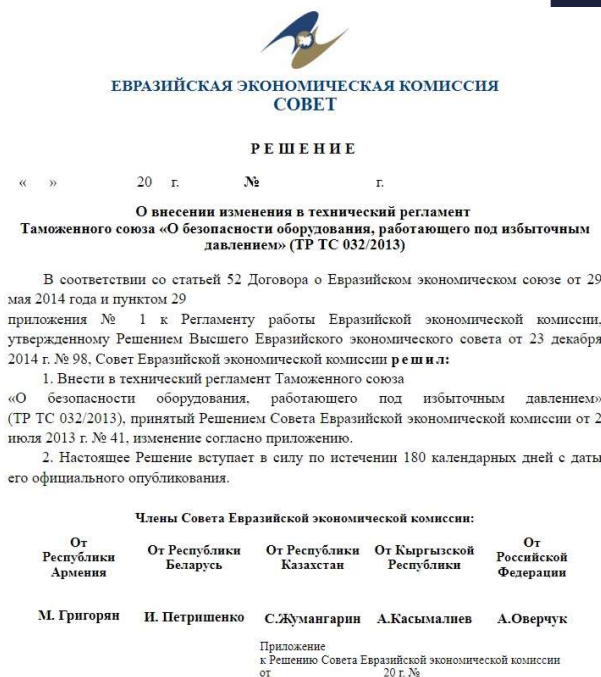 ЕВРАЗИЙСКАЯ ЭКОНОМИЧЕСКАЯ КОМИССИЯ
СОВЕТ
Р Е Ш Е Н И Е
« » 20 г. № г.
О внесении изменения в технический регламент
Таможенного союза «О безопасности оборудования, работающего под избыточным
давлением» (ТР ТС 032/2013)
В соответствии со статьей 52 Договора о Евразийском экономическом союзе от 29
мая 2014 года и пунктом 29
приложения № 1 к Регламенту работы Евразийской экономической комиссии,
утвержденному Решением Высшего Евразийского экономического совета от 23 декабря
2014 г. № 98, Совет Евразийской экономической комиссии р е ш и л:
1. Внести в технический регламент Таможенного союза
«О безопасности оборудования, работающего под избыточным давлением»
(ТР ТС 032/2013), принятый Решением Совета Евразийской экономической комиссии от 2
июля 2013 г. № 41, изменение согласно приложению.
2. Настоящее Решение вступает в силу по истечении 180 календарных дней с даты
его официального опубликования.
Члены Совета Евразийской экономической комиссии:
От
Республики
Армения
От Республики
Беларусь
От Республики
Казахстан
От Кыргызской
Республики
От
Российской
Федерации
М. Григорян И. Петришенко С.Жумангарин А.Касымалиев А.Оверчук
Приложение
к Решению Совета Евразийской экономической комиссии
от 20 г. №